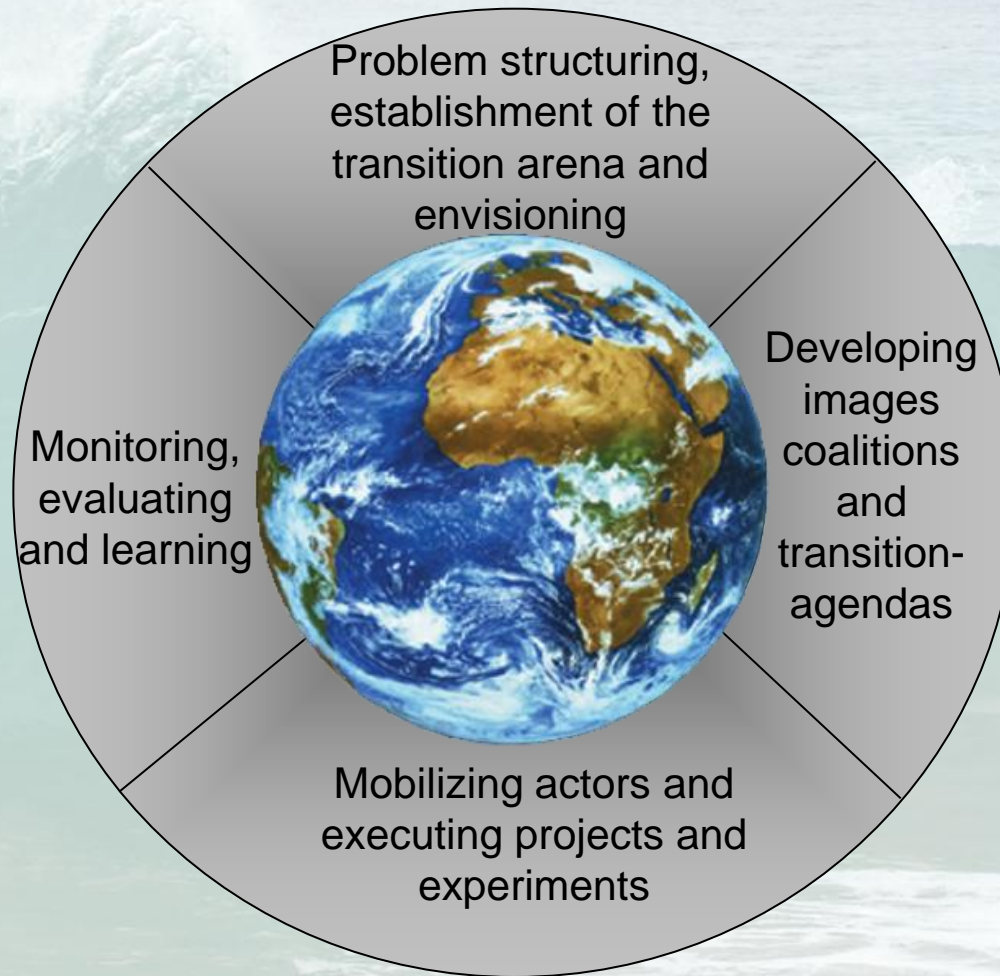 Problem structuring,
establishment of the
transition arena and
envisioning
Developing
images
coalitions
and
transition-
agendas
Mobilizing actors and
executing projects and
experiments
Monitoring,
evaluating
and learning